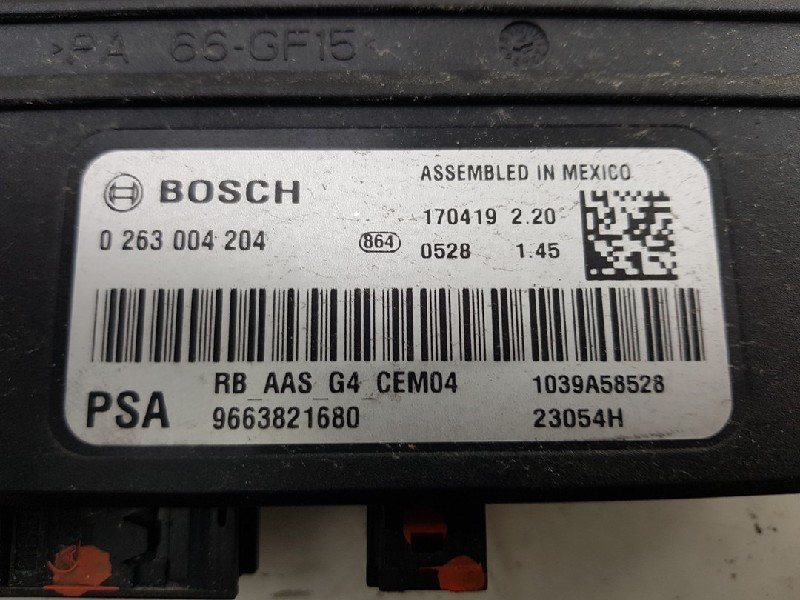 >PA 66-GF15<
BOSCH
ASSEMBLED IN MEXICO
0 263 004 204
864
170419 2.20
0528 1.45
RB_AAS_G4_CEM04
1039A58528
PSA
9663821680
23054H